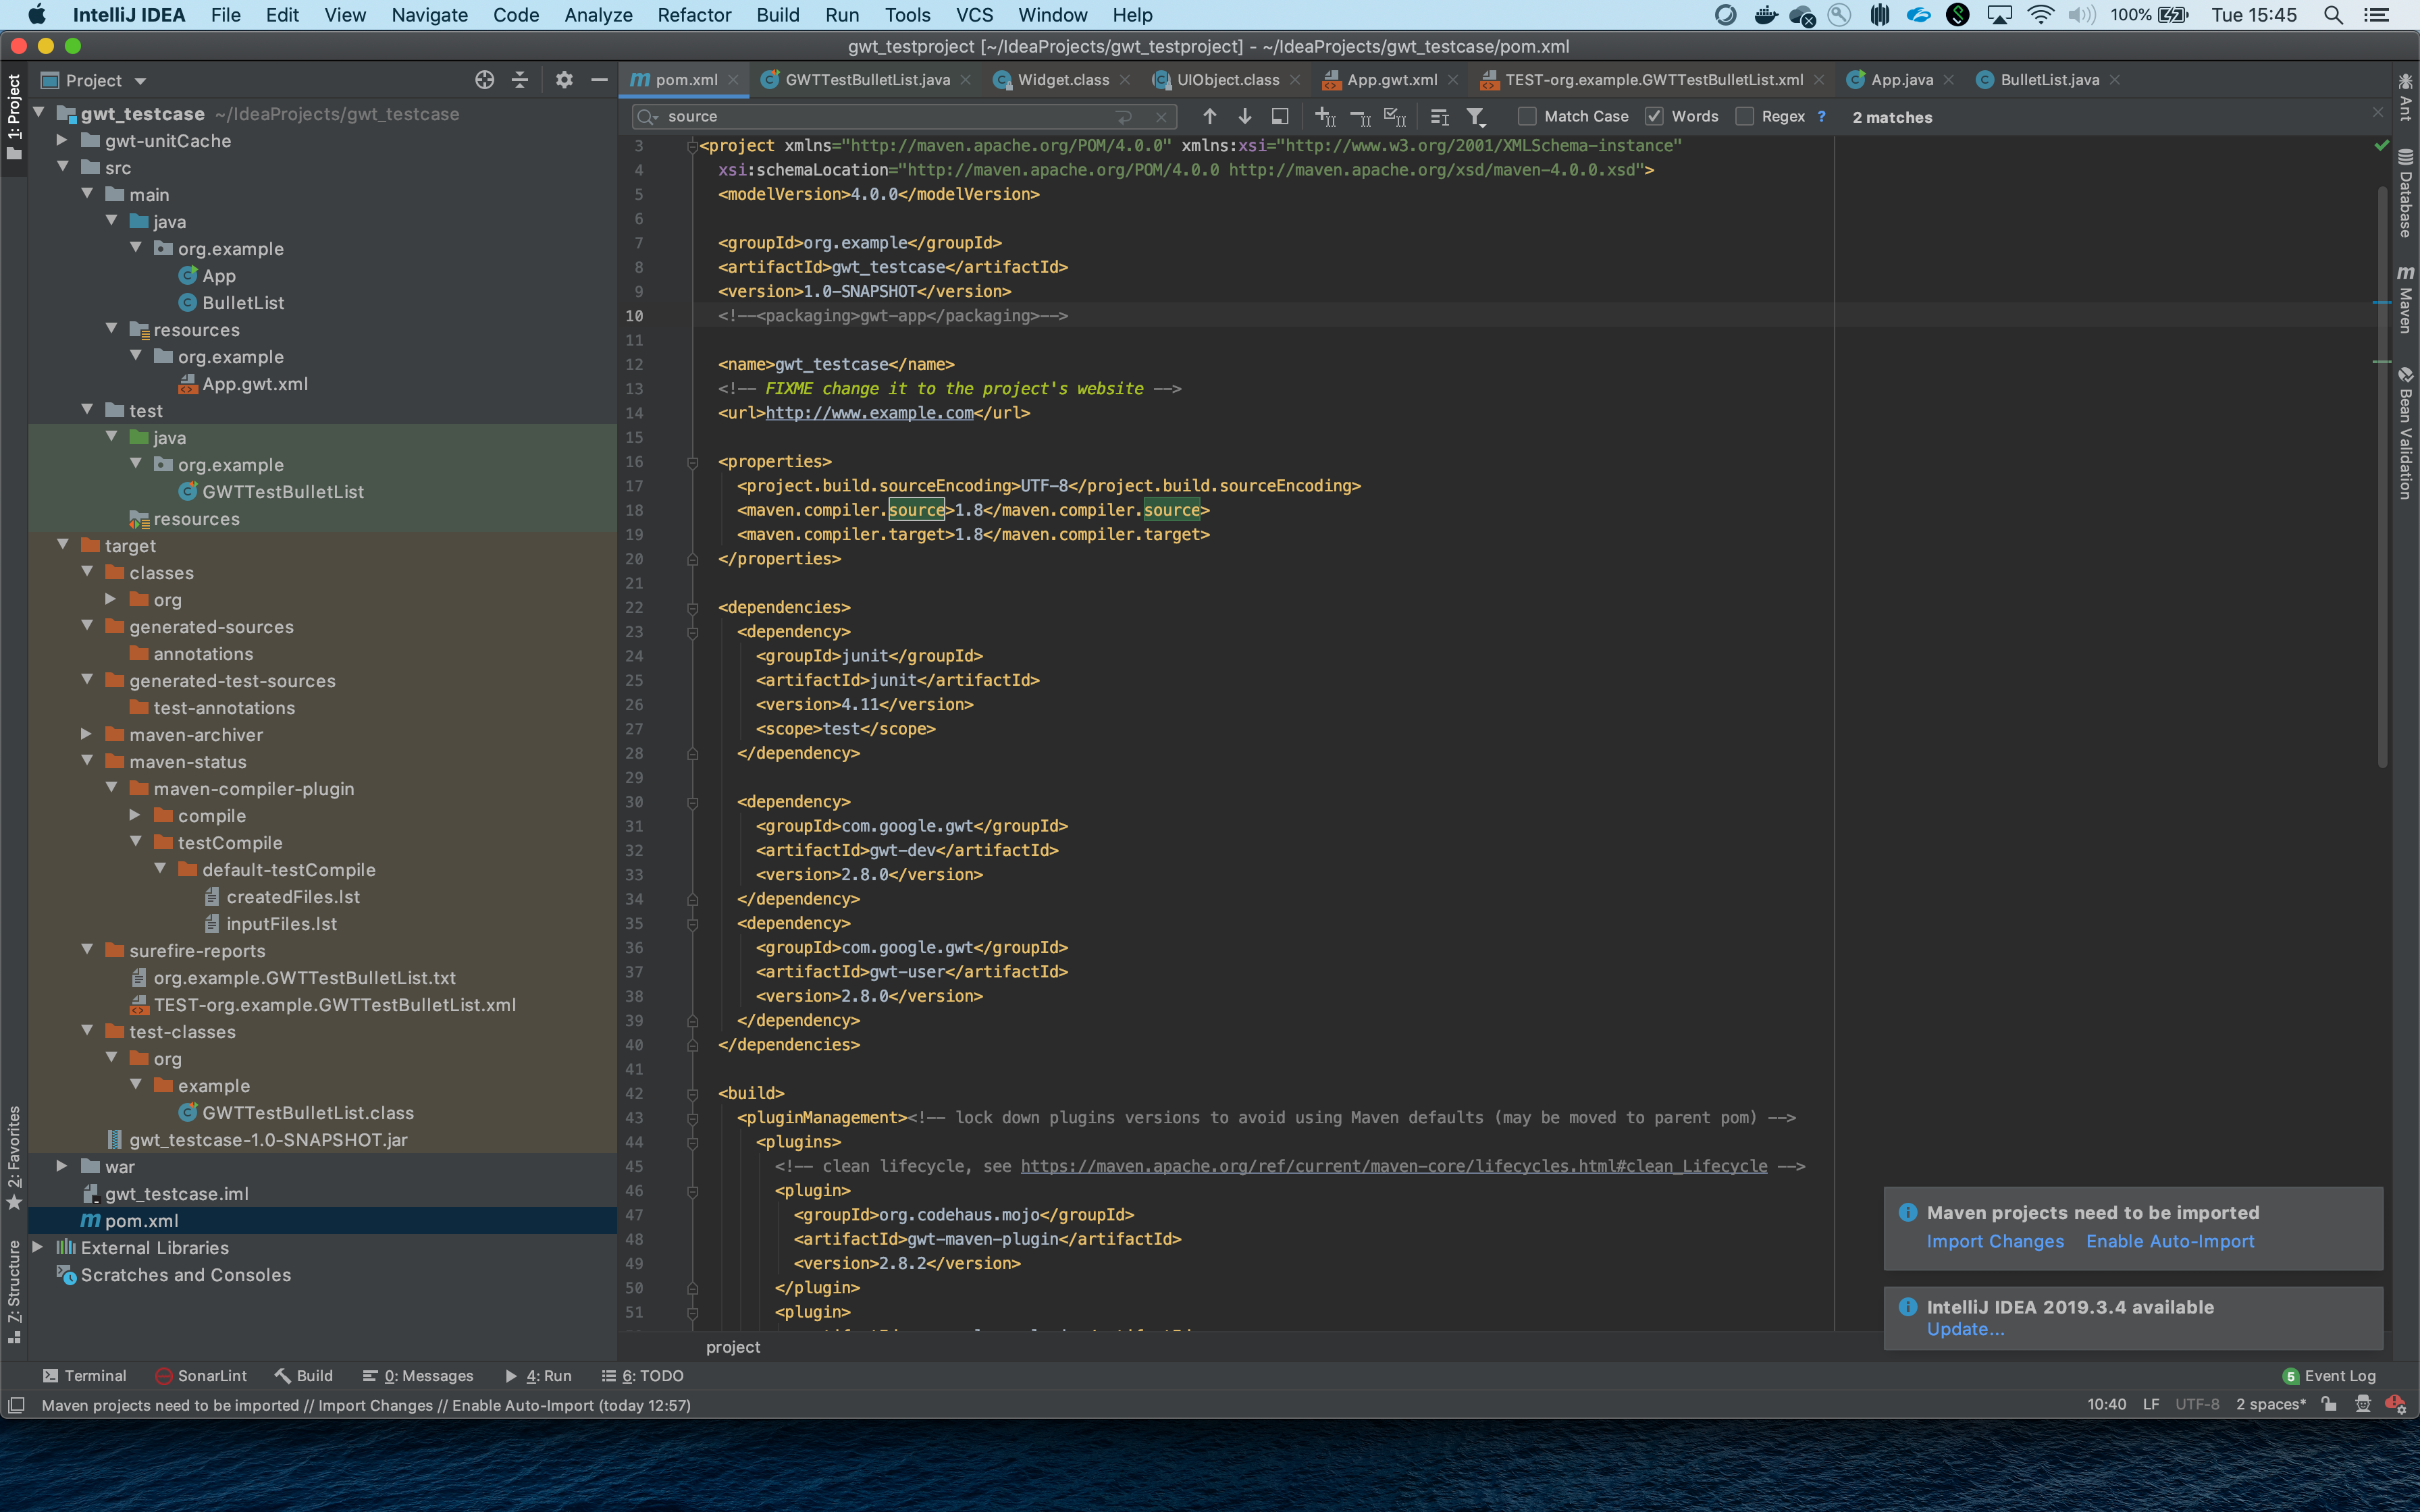 IntelliJ IDEA File Edit View Navigate Code Analyze Refactor Build Run Tools VCS Window Help 100% Tue 15:45
gwt_testproject [~/IdeaProjects/gwt_testproject] - ~/IdeaProjects/gwt_testcase/pom.xml
Project
pom.xml GWTTestBulletList.java Widget.class UIObject.class App.gwt.xml TEST-org.example.GWTTestBulletList.xml App.java BulletList.java
source Match Case Words Regex ? 2 matches
1: Project
2: Favorites
7: Structure
gwt_testcase ~/IdeaProjects/gwt_testcase
gwt-unitCache
src
main
java
org.example
App
BulletList
resources
org.example
App.gwt.xml
test
java
org.example
GWTTestBulletList
resources
target
classes
org
generated-sources
annotations
generated-test-sources
test-annotations
maven-archiver
maven-status
maven-compiler-plugin
compile
testCompile
default-testCompile
createdFiles.lst
inputFiles.lst
surefire-reports
org.example.GWTTestBulletList.txt
TEST-org.example.GWTTestBulletList.xml
test-classes
org
example
GWTTestBulletList.class
gwt_testcase-1.0-SNAPSHOT.jar
war
gwt_testcase.iml
pom.xml
External Libraries
Scratches and Consoles
3 <project xmlns="http://maven.apache.org/POM/4.0.0" xmlns:xsi="http://www.w3.org/2001/XMLSchema-instance"
4 xsi:schemaLocation="http://maven.apache.org/POM/4.0.0 http://maven.apache.org/xsd/maven-4.0.0.xsd">
5 <modelVersion>4.0.0</modelVersion>
6
7 <groupId>org.example</groupId>
8 <artifactId>gwt_testcase</artifactId>
9 <version>1.0-SNAPSHOT</version>
10 <!--<packaging>gwt-app</packaging>-->
11
12 <name>gwt_testcase</name>
13 <!-- FIXME change it to the project's website -->
14 <url>http://www.example.com</url>
15
16 <properties>
17 <project.build.sourceEncoding>UTF-8</project.build.sourceEncoding>
18 <maven.compiler.source>1.8</maven.compiler.source>
19 <maven.compiler.target>1.8</maven.compiler.target>
20 </properties>
21
22 <dependencies>
23 <dependency>
24 <groupId>junit</groupId>
25 <artifactId>junit</artifactId>
26 <version>4.11</version>
27 <scope>test</scope>
28 </dependency>
29
30 <dependency>
31 <groupId>com.google.gwt</groupId>
32 <artifactId>gwt-dev</artifactId>
33 <version>2.8.0</version>
34 </dependency>
35 <dependency>
36 <groupId>com.google.gwt</groupId>
37 <artifactId>gwt-user</artifactId>
38 <version>2.8.0</version>
39 </dependency>
40 </dependencies>
41
42 <build>
43 <pluginManagement><!-- lock down plugins versions to avoid using Maven defaults (may be moved to parent pom) -->
44 <plugins>
45 <!-- clean lifecycle, see https://maven.apache.org/ref/current/maven-core/lifecycles.html#clean_Lifecycle -->
46 <plugin>
47 <groupId>org.codehaus.mojo</groupId>
48 <artifactId>gwt-maven-plugin</artifactId>
49 <version>2.8.2</version>
50 </plugin>
51 <plugin>
project
Ant
Database
Maven
Bean Validation
Maven projects need to be imported
Import Changes Enable Auto-Import
IntelliJ IDEA 2019.3.4 available
Update...
Terminal SonarLint Build 0: Messages 4: Run 6: TODO 5 Event Log
Maven projects need to be imported // Import Changes // Enable Auto-Import (today 12:57) 10:40 LF UTF-8 2 spaces*